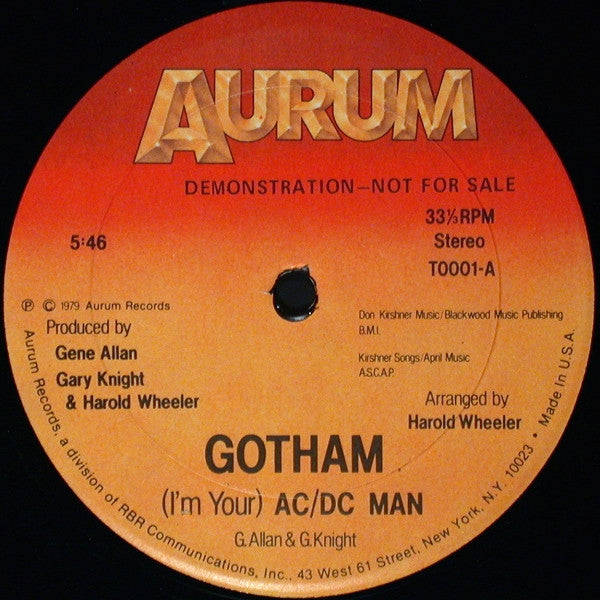 AURUM
DEMONSTRATION—NOT FOR SALE
5:46
33⅓ RPM
Stereo
T0001-A
Ⓟ © 1979 Aurum Records
Produced by
Gene Allan
Gary Knight
& Harold Wheeler
Don Kirshner Music/Blackwood Music Publishing
B.M.I.
Kirshner Songs/April Music
A.S.C.A.P.
Arranged by
Harold Wheeler
GOTHAM
(I'm Your) AC/DC MAN
G.Allan & G.Knight
Aurum Records, a division of RBR Communications, Inc., 43 West 61 Street, New York, N.Y. 10023 • Made In U.S.A.